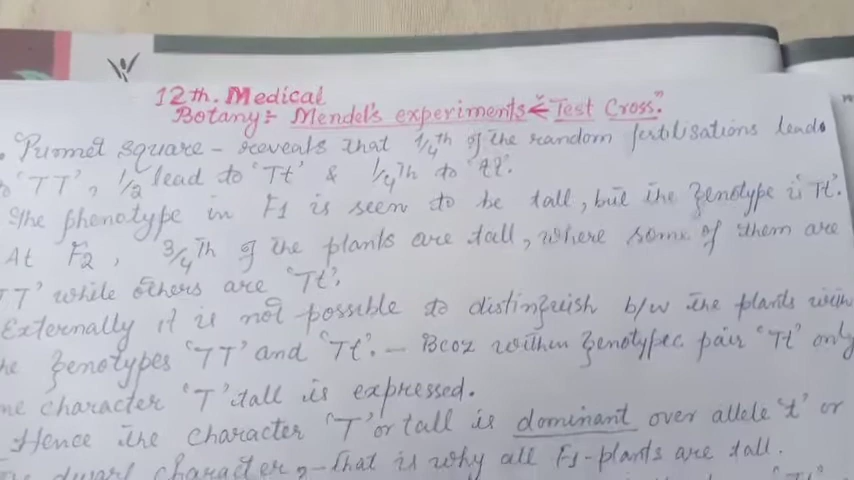 12th. Medical
Botany:- Mendel's experiments← "Test Cross."
. Punnet square - reveals that 1/4th of the random fertilisations leads
to 'TT', 1/2 lead to 'Tt' & 1/4th to 'tt'.
The phenotype in F1 is seen to be tall, but the genotype is Tt.
At F2, 3/4th of the plants are tall, where some of them are
TT' while others are 'Tt'.
Externally it is not possible to distinguish b/w the plants with
he genotypes 'TT' and 'Tt'. - Bcoz within genotypec pair 'Tt' only
ne character 'T' tall is expressed.
Hence the character 'T' or tall is dominant over allele 't' or
dwarf character, - that is why all F1-plants are tall.